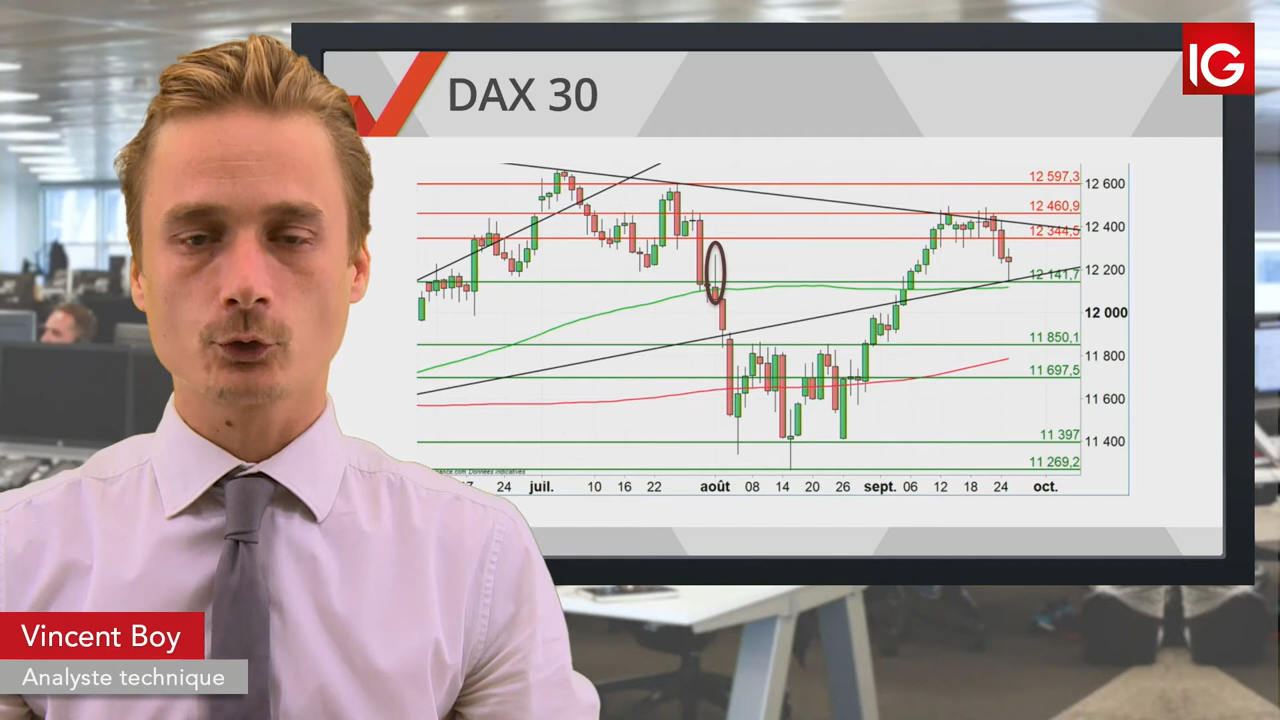 IG
DAX 30
12 597,3
12 600
12 460,9
12 400
12 344,5
12 200
12 141,7
12 000
11 850,1
11 800
11 697,5
11 600
11 397
11 400
11 269,2
Données indicatives
24 juil. 10 16 22 août 08 14 20 26 sept. 06 12 18 24 oct.
Vincent Boy
Analyste technique